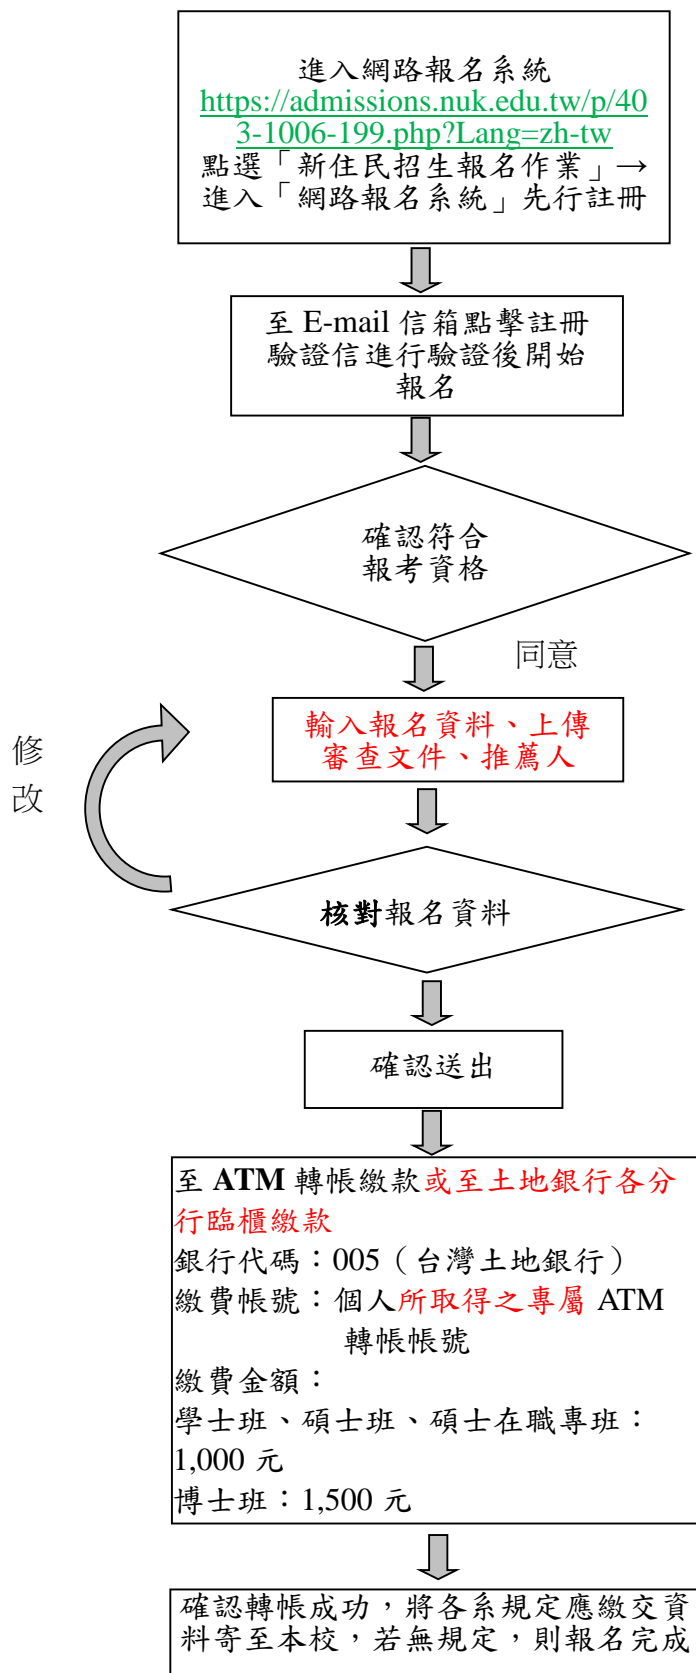 進入網路報名系統
https://admissions.nuk.edu.tw/p/40
3-1006-199.php?Lang=zh-tw
點選「新住民招生報名作業」→
進入「網路報名系統」先行註冊
至 E-mail 信箱點擊註冊
驗證信進行驗證後開始
報名
確認符合
報考資格
同意
輸入報名資料、上傳
審查文件、推薦人
修
改
核對報名資料
確認送出
至 ATM 轉帳繳款或至土地銀行各分
行臨櫃繳款
銀行代碼：005（台灣土地銀行）
繳費帳號：個人所取得之專屬 ATM
轉帳帳號
繳費金額：
學士班、碩士班、碩士在職專班：
1,000 元
博士班：1,500 元
確認轉帳成功，將各系規定應繳交資
料寄至本校，若無規定，則報名完成